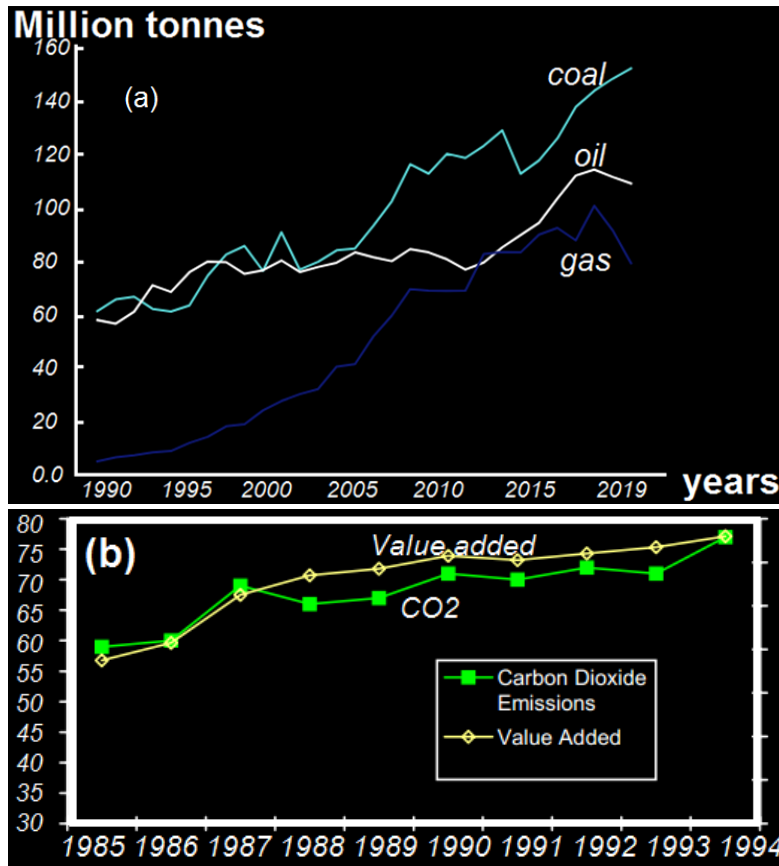 Million tonnes
160
(a)
coal
140
120
oil
100
80
gas
60
40
20
0.0
1990 1995 2000 2005 2010 2015 2019 years
80
(b)
Value added
75
70
CO2
65
60
55
Carbon Dioxide
Emissions
50
Value Added
45
40
35
30
1985 1986 1987 1988 1989 1990 1991 1992 1993 1994